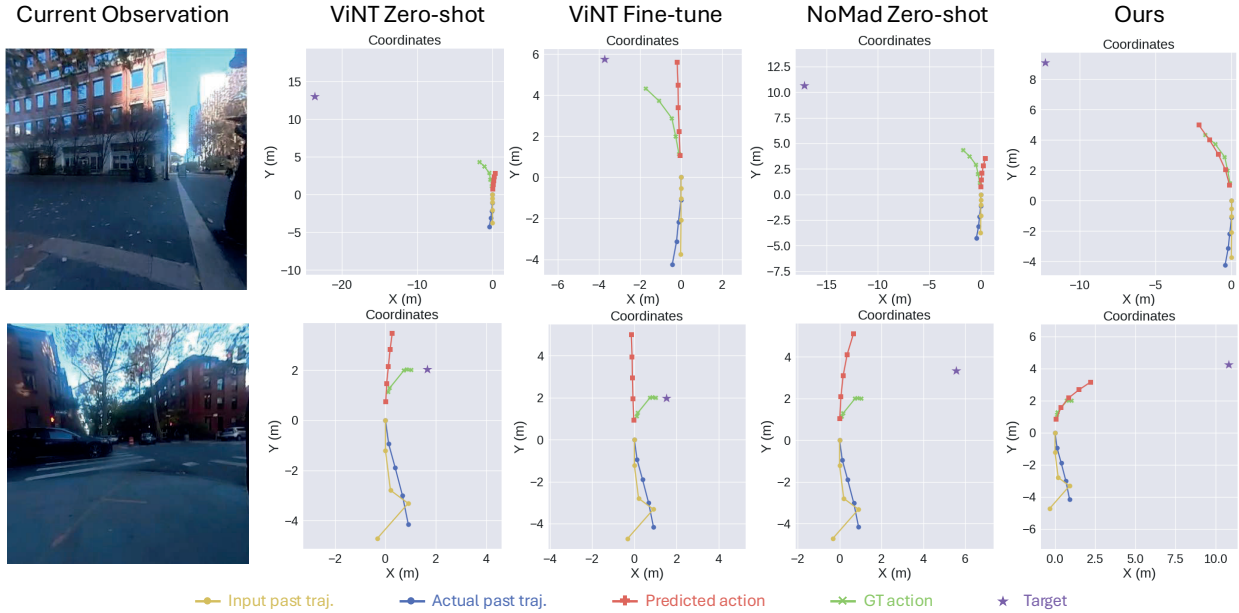 Current Observation
ViNT Zero-shot
ViNT Fine-tune
NoMad Zero-shot
Ours
Coordinates
15
10
5
0
−5
−10
Y (m)
−20
−10
0
X (m)
Coordinates
6
4
2
0
−2
−4
Y (m)
−6
−4
−2
0
2
X (m)
Coordinates
12.5
10.0
7.5
5.0
2.5
0.0
−2.5
−5.0
−7.5
Y (m)
−15
−10
−5
0
X (m)
Coordinates
8
6
4
2
0
−2
−4
Y (m)
−10
−5
0
X (m)
Coordinates
2
0
−2
−4
Y (m)
−2
0
2
4
X (m)
Coordinates
4
2
0
−2
−4
Y (m)
−4
−2
0
2
4
X (m)
Coordinates
4
2
0
−2
−4
Y (m)
−2
0
2
4
6
X (m)
Coordinates
6
4
2
0
−2
−4
−6
Y (m)
0.0
2.5
5.0
7.5
10.0
X (m)
Input past traj.
Actual past traj.
Predicted action
GT action
Target